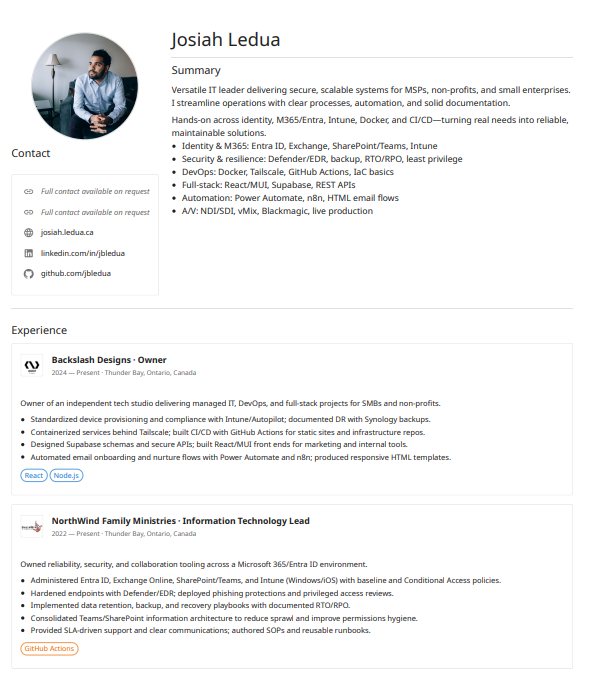 Josiah Ledua
Summary
Versatile IT leader delivering secure, scalable systems for MSPs, non-profits, and small enterprises.
I streamline operations with clear processes, automation, and solid documentation.
Hands-on across identity, M365/Entra, Intune, Docker, and CI/CD—turning real needs into reliable,
maintainable solutions.
• Identity & M365: Entra ID, Exchange, SharePoint/Teams, Intune
• Security & resilience: Defender/EDR, backup, RTO/RPO, least privilege
• DevOps: Docker, Tailscale, GitHub Actions, IaC basics
• Full-stack: React/MUI, Supabase, REST APIs
• Automation: Power Automate, n8n, HTML email flows
• A/V: NDI/SDI, vMix, Blackmagic, live production
Contact
Full contact available on request
Full contact available on request
josiah.ledua.ca
linkedin.com/in/jbledua
github.com/jbledua
Experience
Backslash Designs · Owner
2024 — Present · Thunder Bay, Ontario, Canada
Owner of an independent tech studio delivering managed IT, DevOps, and full-stack projects for SMBs and non-profits.
• Standardized device provisioning and compliance with Intune/Autopilot; documented DR with Synology backups.
• Containerized services behind Tailscale; built CI/CD with GitHub Actions for static sites and infrastructure repos.
• Designed Supabase schemas and secure APIs; built React/MUI front ends for marketing and internal tools.
• Automated email onboarding and nurture flows with Power Automate and n8n; produced responsive HTML templates.
React Node.js
NorthWind Family Ministries · Information Technology Lead
2022 — Present · Thunder Bay, Ontario, Canada
Owned reliability, security, and collaboration tooling across a Microsoft 365/Entra ID environment.
• Administered Entra ID, Exchange Online, SharePoint/Teams, and Intune (Windows/iOS) with baseline and Conditional Access policies.
• Hardened endpoints with Defender/EDR; deployed phishing protections and privileged access reviews.
• Implemented data retention, backup, and recovery playbooks with documented RTO/RPO.
• Consolidated Teams/SharePoint information architecture to reduce sprawl and improve permissions hygiene.
• Provided SLA-driven support and clear communications; authored SOPs and reusable runbooks.
GitHub Actions